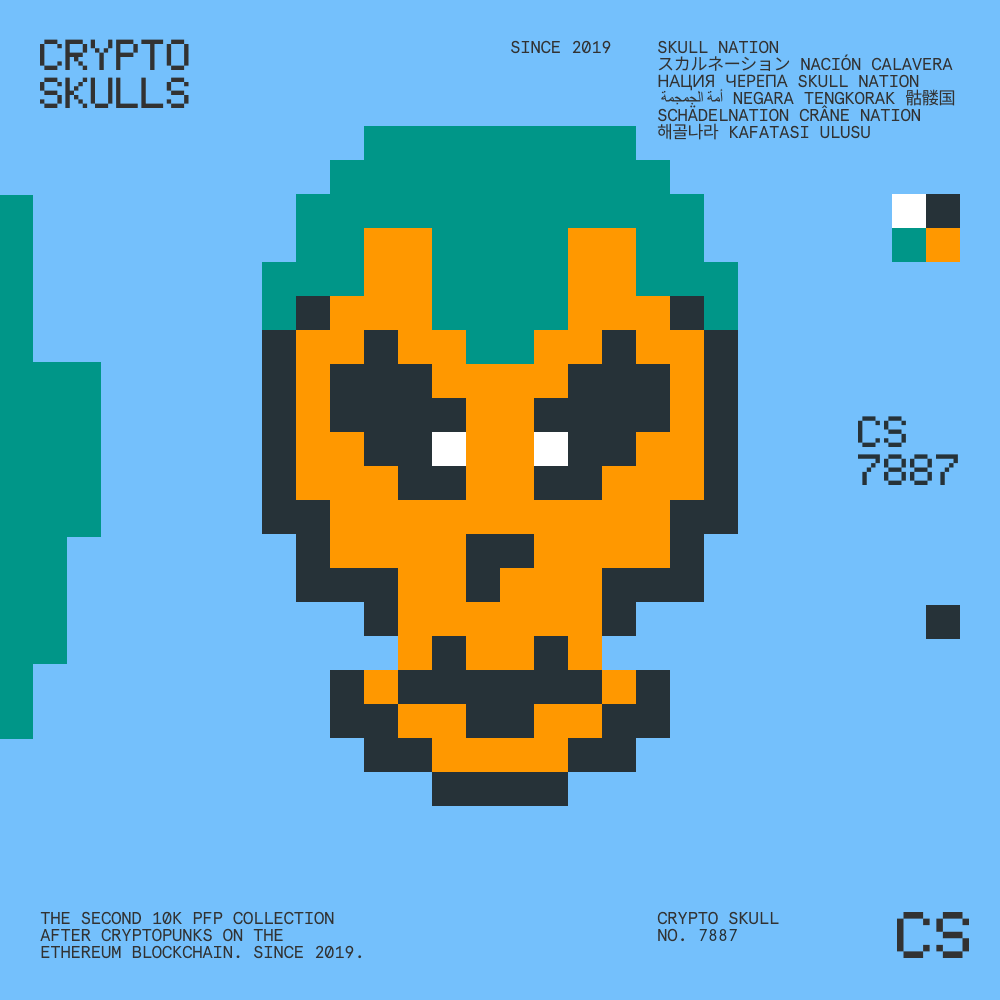 CRYPTO
SKULLS
SINCE 2019
SKULL NATION
スカルネーション NACIÓN CALAVERA
НАЦИЯ ЧЕРЕПА SKULL NATION
أمة الجمجمة NEGARA TENGKORAK 骷髅国
SCHÄDELNATION CRÂNE NATION
해골나라 KAFATASI ULUSU
CS
7887
THE SECOND 10K PFP COLLECTION
AFTER CRYPTOPUNKS ON THE
ETHEREUM BLOCKCHAIN. SINCE 2019.
CRYPTO SKULL
NO. 7887
CS